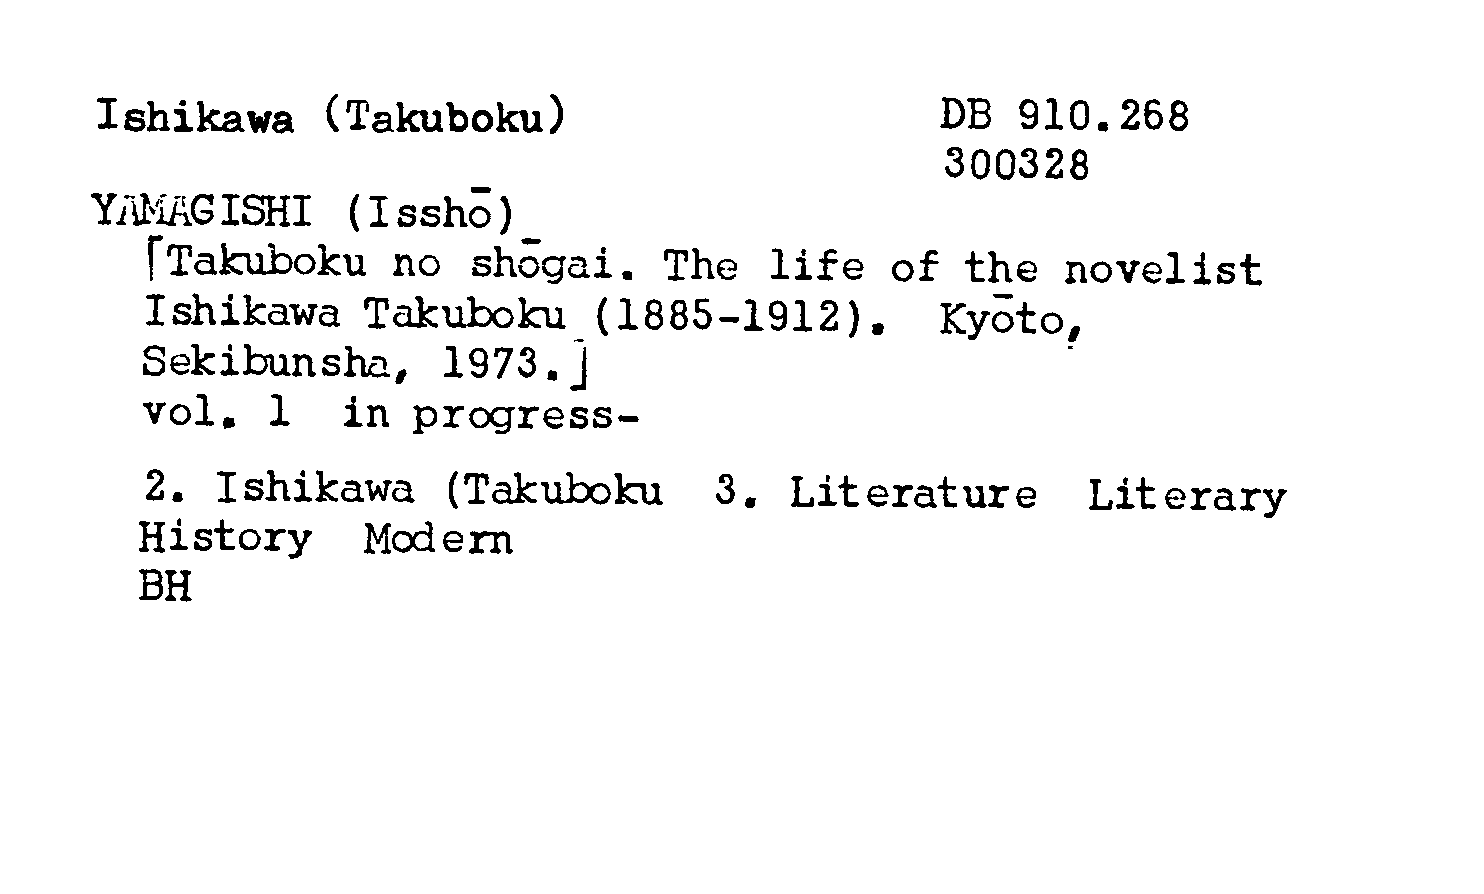 Ishikawa (Takuboku)
DB 910.268
300328
YAMAGISHI (Isshō)
⌈Takuboku no shōgai. The life of the novelist
Ishikawa Takuboku (1885-1912). Kyōto,
Sekibunsha, 1973.⌋
vol. 1 in progress-
2. Ishikawa (Takuboku 3. Literature Literary
History Modern
BH